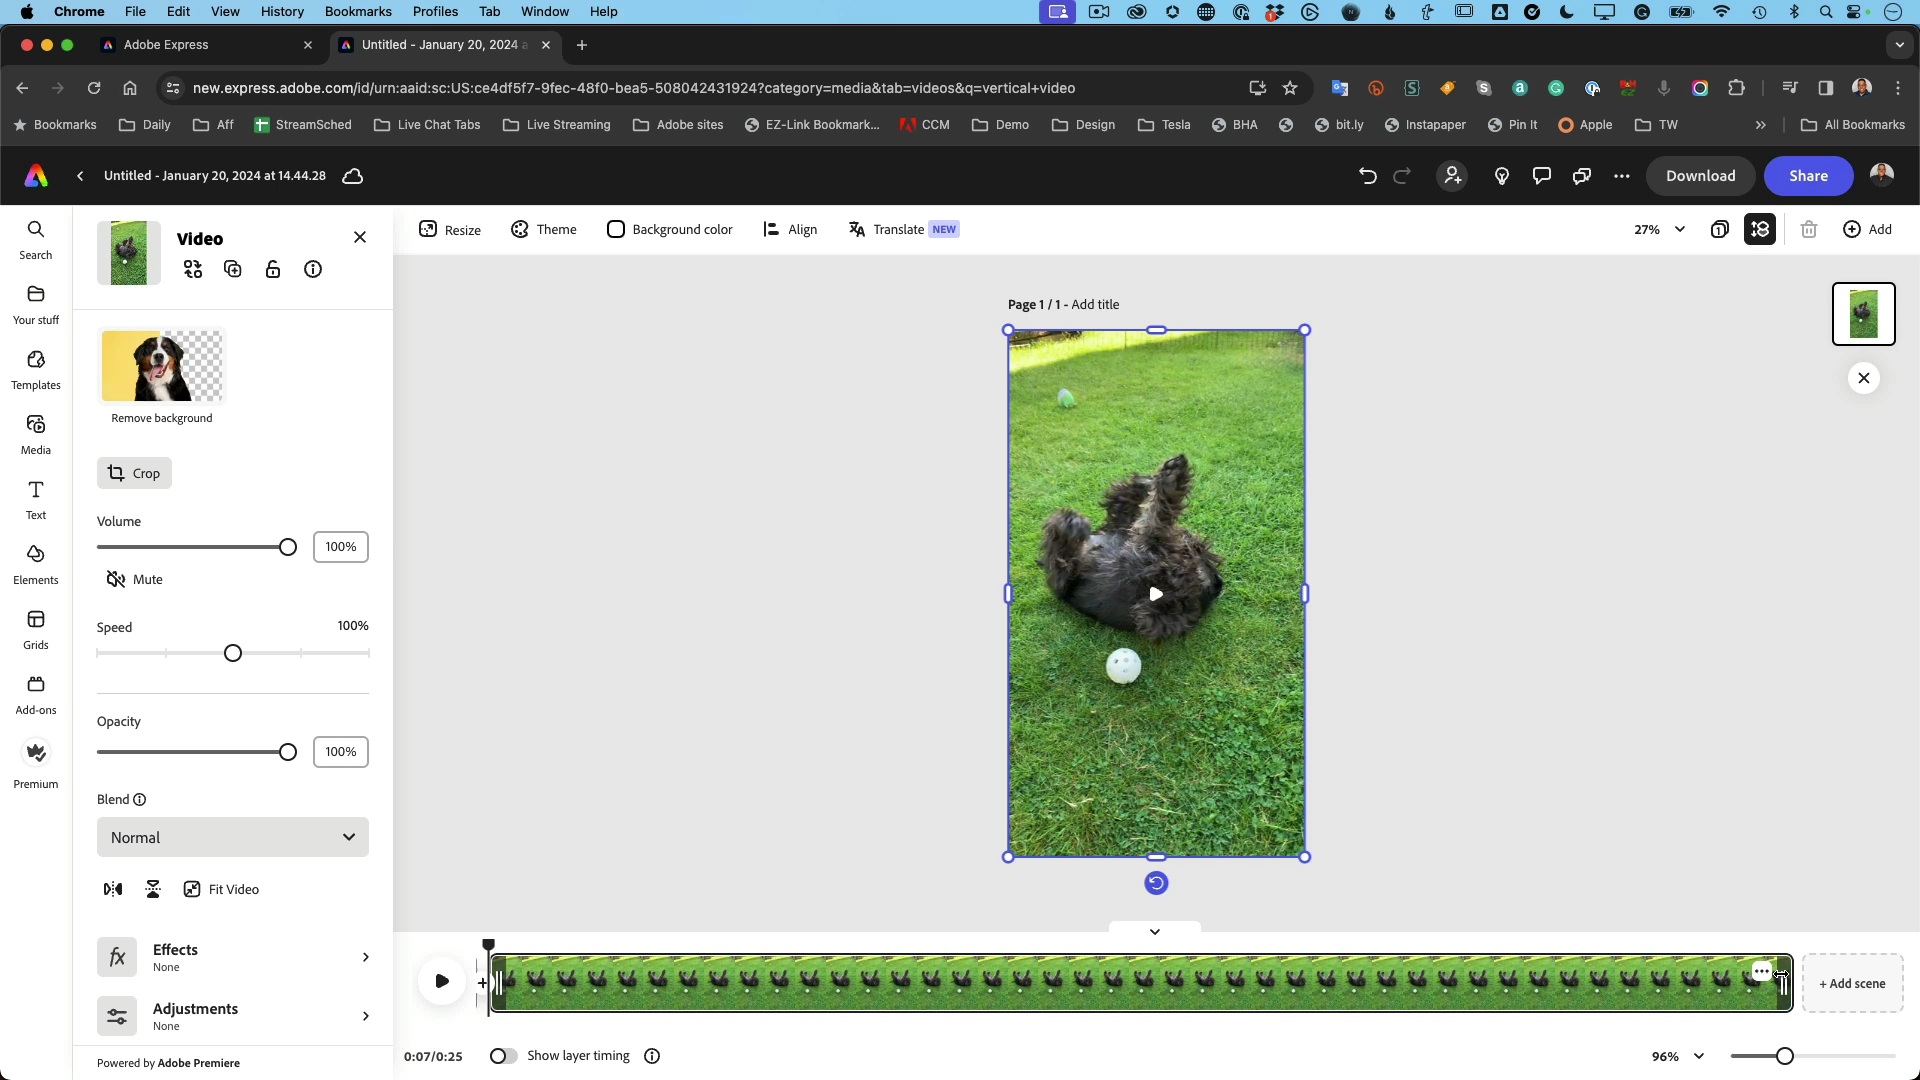 Chrome File Edit View History Bookmarks Profiles Tab Window Help
Adobe Express
Untitled - January 20, 2024 a
new.express.adobe.com/id/urn:aaid:sc:US:ce4df5f7-9fec-48f0-bea5-508042431924?category=media&tab=videos&q=vertical+video
Bookmarks Daily Aff StreamSched Live Chat Tabs Live Streaming Adobe sites EZ-Link Bookmark... CCM Demo Design Tesla BHA bit.ly Instapaper Pin It Apple TW » All Bookmarks
Untitled - January 20, 2024 at 14.44.28
Download
Share
Search
Your stuff
Templates
Media
Text
Elements
Grids
Add-ons
Premium
Video
Remove background
Crop
Volume
100%
Mute
Speed 100%
Opacity
100%
Blend
Normal
Fit Video
fx Effects
None
Adjustments
None
Powered by Adobe Premiere
Resize Theme Background color Align Translate NEW
27% 1 Add
Page 1 / 1 - Add title
+ Add scene
0:07/0:25 Show layer timing
96%